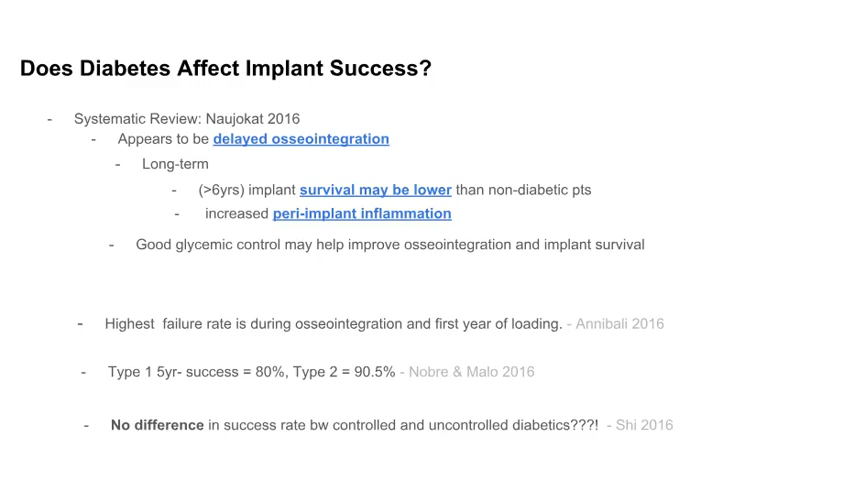 Does Diabetes Affect Implant Success?
- Systematic Review: Naujokat 2016
- Appears to be delayed osseointegration
- Long-term
- (>6yrs) implant survival may be lower than non-diabetic pts
- increased peri-implant inflammation
- Good glycemic control may help improve osseointegration and implant survival
- Highest  failure rate is during osseointegration and first year of loading. - Annibali 2016
- Type 1 5yr- success = 80%, Type 2 = 90.5% - Nobre & Malo 2016
- No difference in success rate bw controlled and uncontrolled diabetics???!  - Shi 2016